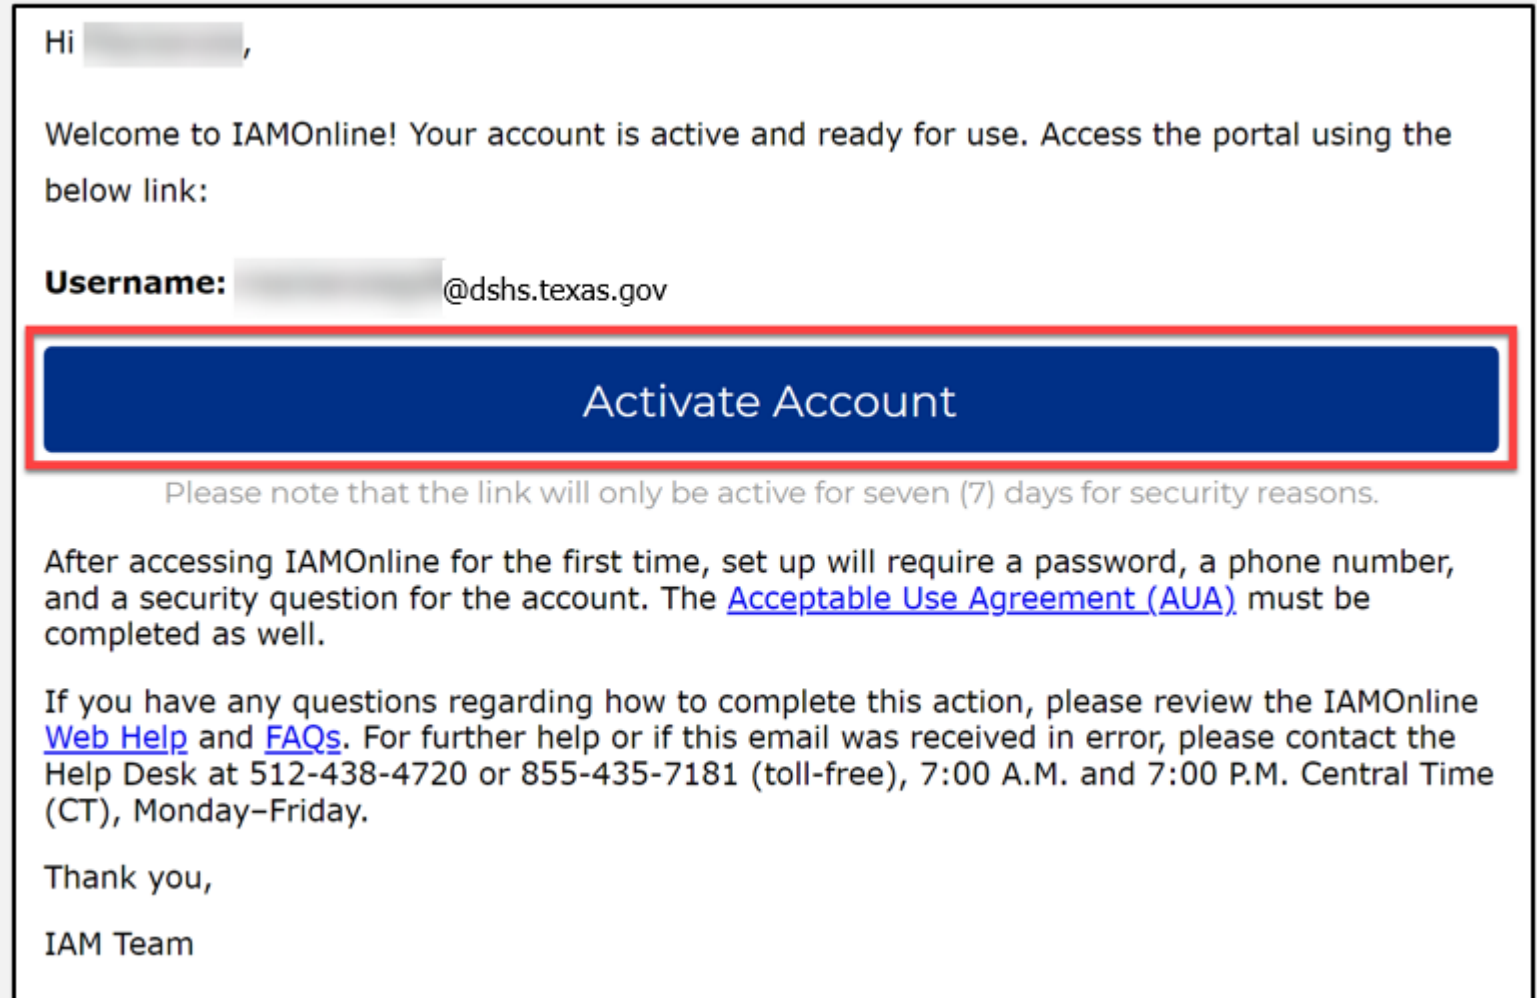 Hi ,
Welcome to IAMOnline! Your account is active and ready for use. Access the portal using the
below link:
Username: @dshs.texas.gov
Activate Account
Please note that the link will only be active for seven (7) days for security reasons.
After accessing IAMOnline for the first time, set up will require a password, a phone number,
and a security question for the account. The Acceptable Use Agreement (AUA) must be
completed as well.
If you have any questions regarding how to complete this action, please review the IAMOnline
Web Help and FAQs. For further help or if this email was received in error, please contact the
Help Desk at 512-438-4720 or 855-435-7181 (toll-free), 7:00 A.M. and 7:00 P.M. Central Time
(CT), Monday–Friday.
Thank you,
IAM Team